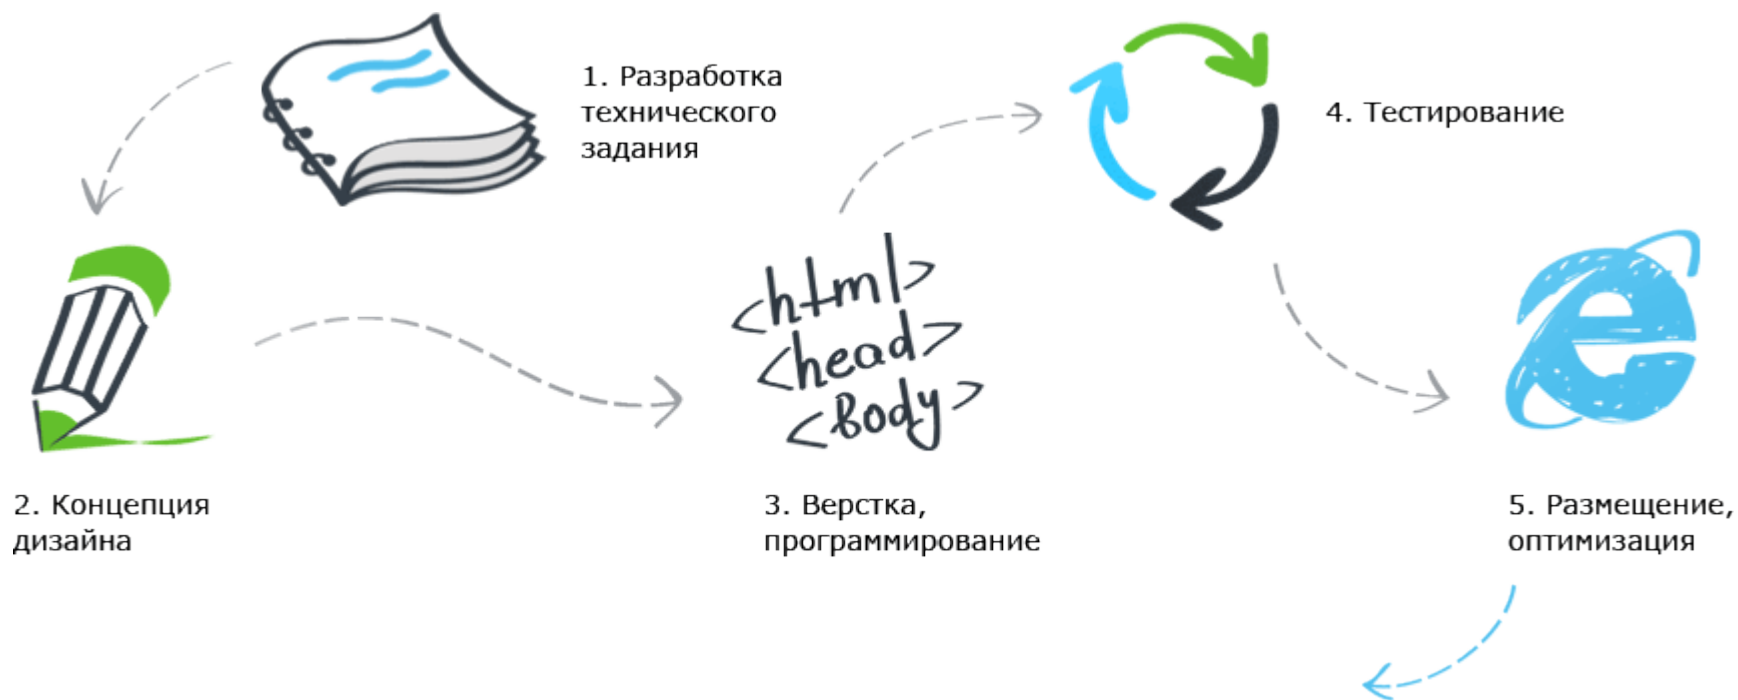 1. Разработка
технического
задания
2. Концепция
дизайна
<html>
<head>
<Body>
3. Верстка,
программирование
4. Тестирование
5. Размещение,
оптимизация